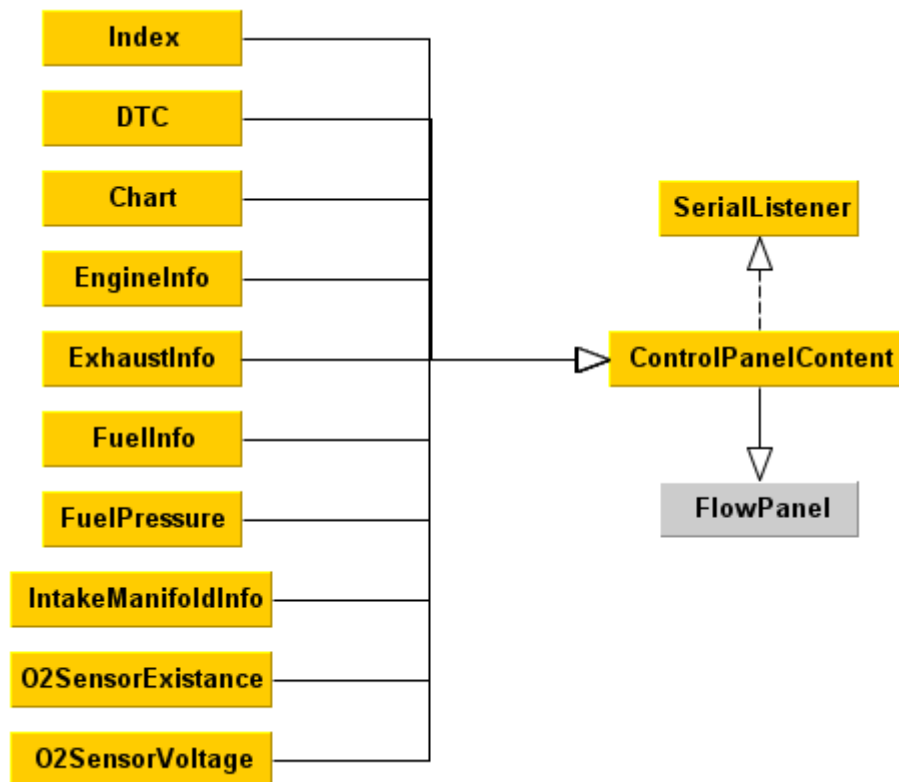 Index
DTC
Chart
EngineInfo
ExhaustInfo
FuelInfo
FuelPressure
IntakeManifoldInfo
O2SensorExistance
O2SensorVoltage
SerialListener
ControlPanelContent
FlowPanel